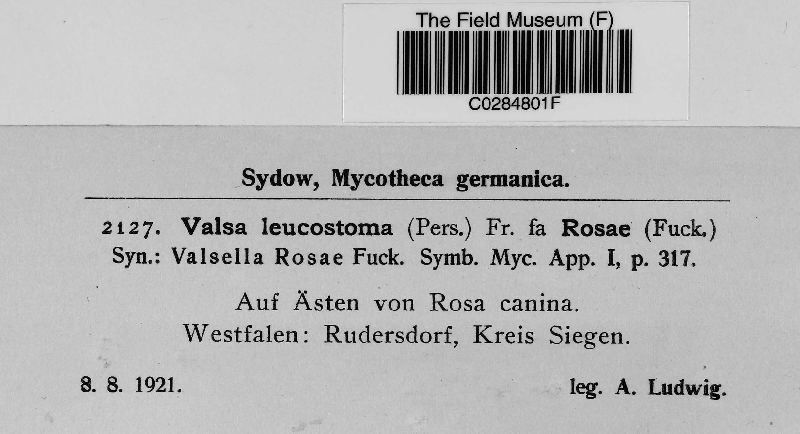 The Field Museum (F)
C0284801F
Sydow, Mycotheca germanica.
2127. Valsa leucostoma (Pers.) Fr. fa Rosae (Fuck.)
Syn.: Valsella Rosae Fuck. Symb. Myc. App. I, p. 317.
Auf Ästen von Rosa canina.
Westfalen: Rudersdorf, Kreis Siegen.
8. 8. 1921. leg. A. Ludwig.